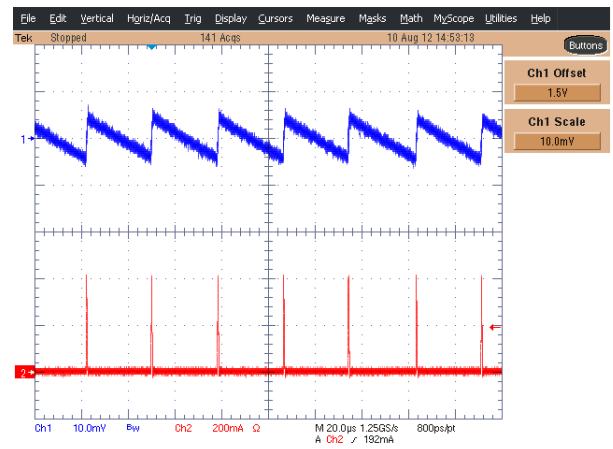 File Edit Vertical Horiz/Acq Trig Display Cursors Measure Masks Math MyScope Utilities Help
Tek Stopped 141 Acqs 10 Aug 12 14:53:13
Buttons
Ch1 Offset
1.5V
Ch1 Scale
10.0mV
1
2
Ch1 10.0mV BW Ch2 200mA Ω M 20.0µs 1.25GS/s 800ps/pt
A Ch2 ∕ 192mA